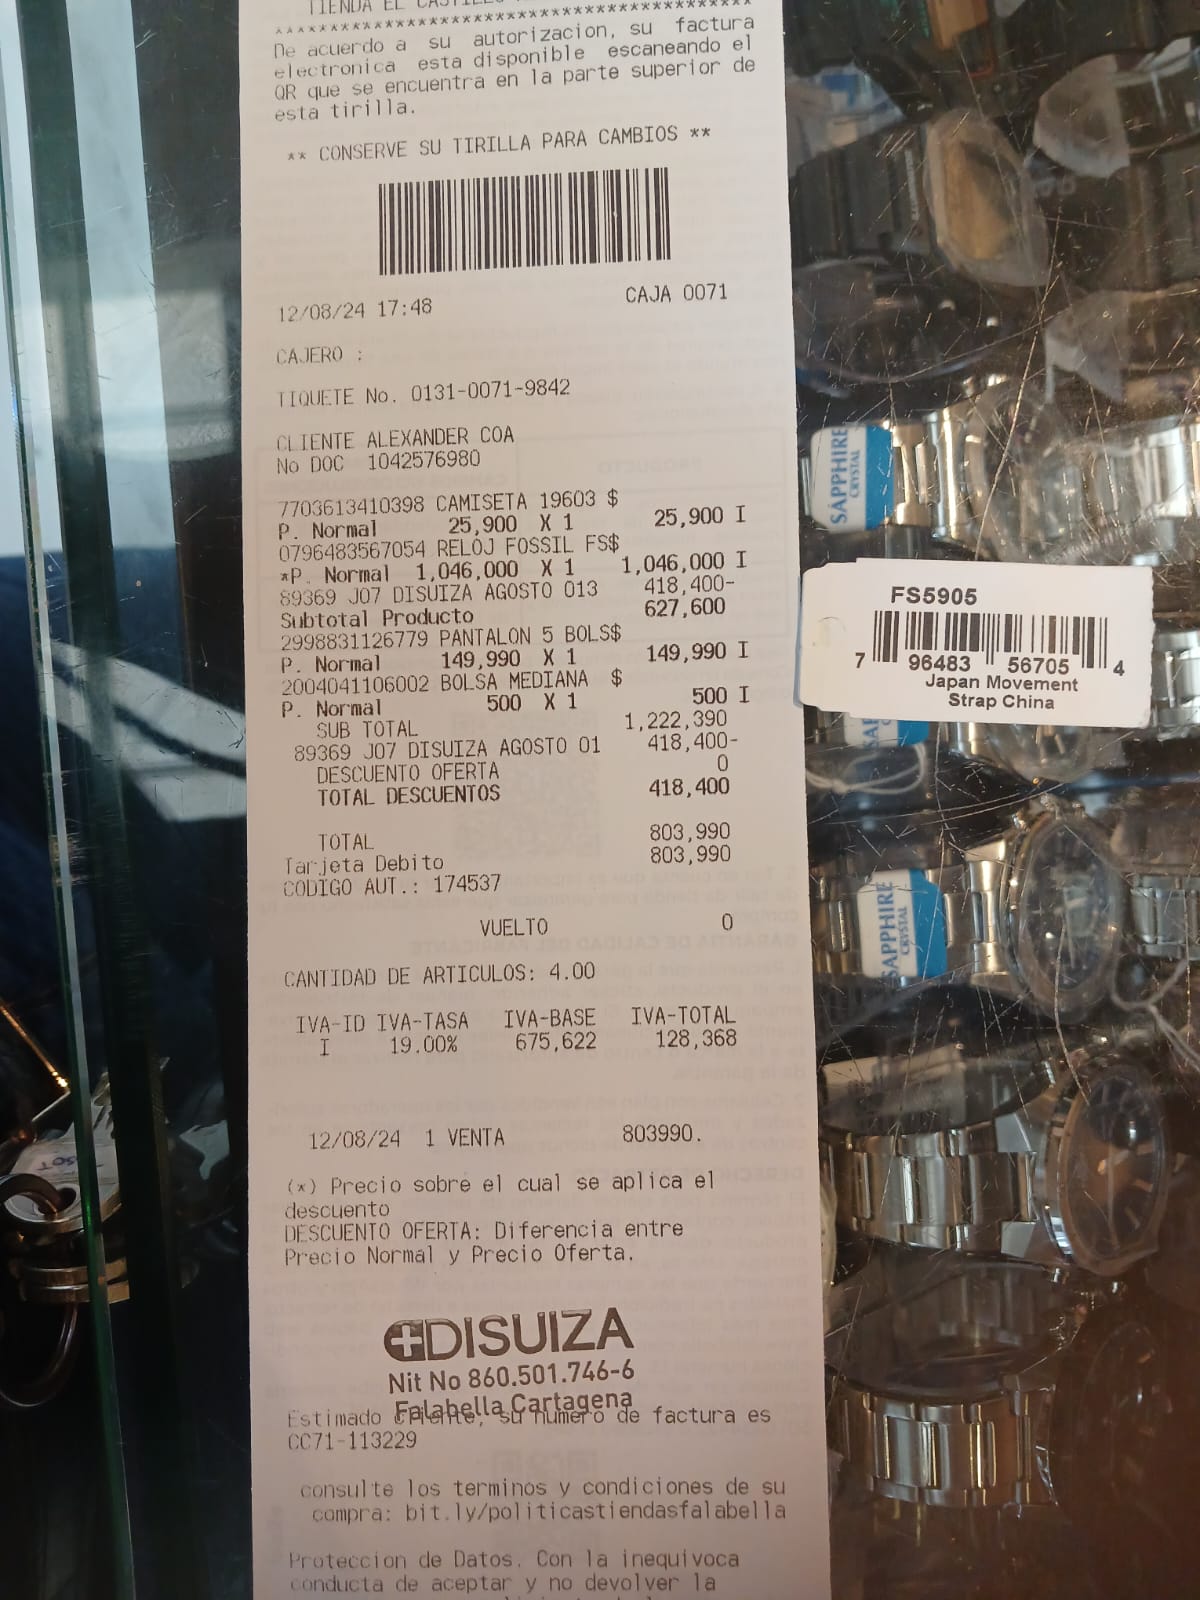 TIENDA EL CASTILLO
****************************************
De acuerdo a su autorizacion, su factura
electronica esta disponible escaneando el
QR que se encuentra en la parte superior de
esta tirilla.
** CONSERVE SU TIRILLA PARA CAMBIOS **
12/08/24 17:48 CAJA 0071
CAJERO :
TIQUETE No. 0131-0071-9842
CLIENTE ALEXANDER COA
No DOC 1042576980
7703613410398 CAMISETA 19603 $
P. Normal 25,900 X 1 25,900 I
0796483567054 RELOJ FOSSIL FS$
*P. Normal 1,046,000 X 1 1,046,000 I
89369 J07 DISUIZA AGOSTO 013 418,400-
Subtotal Producto 627,600
2998831126779 PANTALON 5 BOLS$
P. Normal 149,990 X 1 149,990 I
2004041106002 BOLSA MEDIANA $
P. Normal 500 X 1 500 I
SUB TOTAL 1,222,390
89369 J07 DISUIZA AGOSTO 01 418,400-
DESCUENTO OFERTA 0
TOTAL DESCUENTOS 418,400
TOTAL 803,990
Tarjeta Debito 803,990
CODIGO AUT.: 174537
VUELTO 0
CANTIDAD DE ARTICULOS: 4.00
IVA-ID IVA-TASA IVA-BASE IVA-TOTAL
I 19.00% 675,622 128,368
12/08/24 1 VENTA 803990.
(*) Precio sobre el cual se aplica el
descuento
DESCUENTO OFERTA: Diferencia entre
Precio Normal y Precio Oferta.
DISUIZA
Nit No 860.501.746-6
Falabella Cartagena
Estimado cliente, su numero de factura es
CC71-113229
consulte los terminos y condiciones de su
compra: bit.ly/politicastiendasfalabella
Proteccion de Datos. Con la inequivoca
conducta de aceptar y no devolver la
FS5905
7 96483 56705 4
Japan Movement
Strap China
SAPPHIRE
CRYSTAL
SAPPHIRE
CRYSTAL